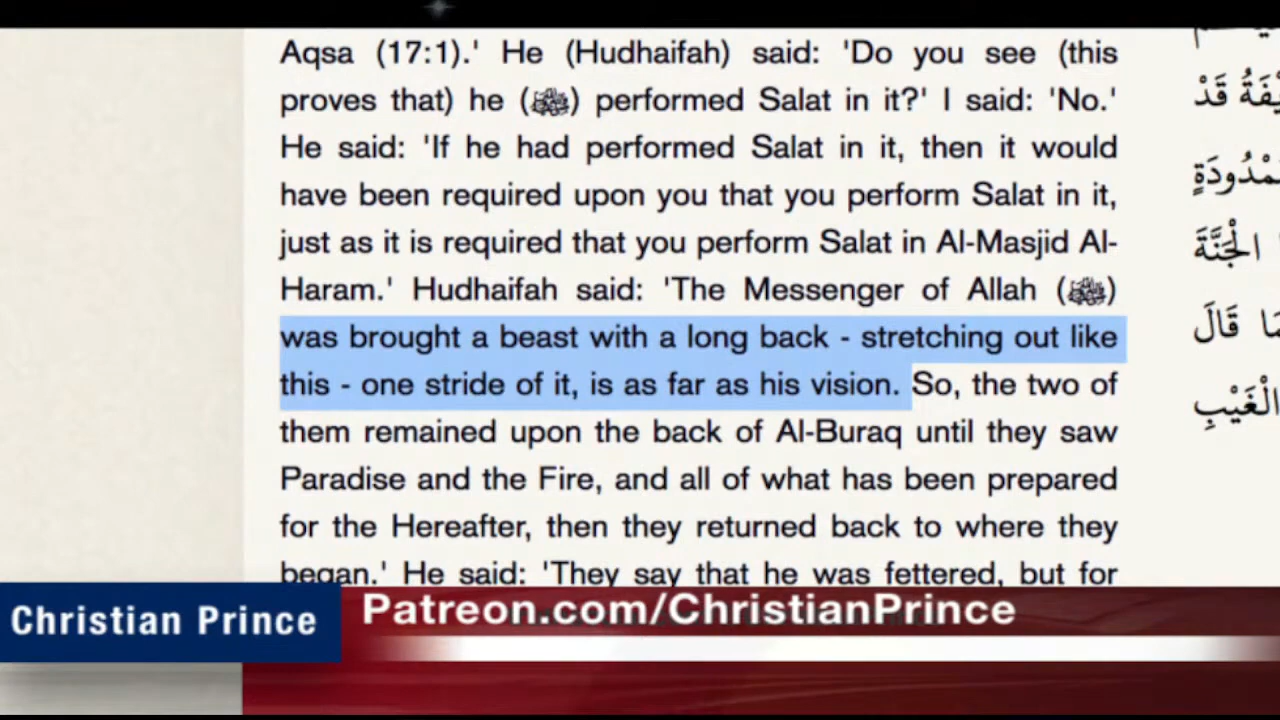 Aqsa (17:1).' He (Hudhaifah) said: 'Do you see (this
proves that) he (ﷺ) performed Salat in it?' I said: 'No.'
He said: 'If he had performed Salat in it, then it would
have been required upon you that you perform Salat in it,
just as it is required that you perform Salat in Al-Masjid Al-
Haram.' Hudhaifah said: 'The Messenger of Allah (ﷺ)
was brought a beast with a long back - stretching out like
this - one stride of it, is as far as his vision. So, the two of
them remained upon the back of Al-Buraq until they saw
Paradise and the Fire, and all of what has been prepared
for the Hereafter, then they returned back to where they
began.' He said: 'They say that he was fettered, but for
قَدْ
الْجَنَّةَ
قَالَ
الْغَيْبِ
Christian Prince
Patreon.com/ChristianPrince